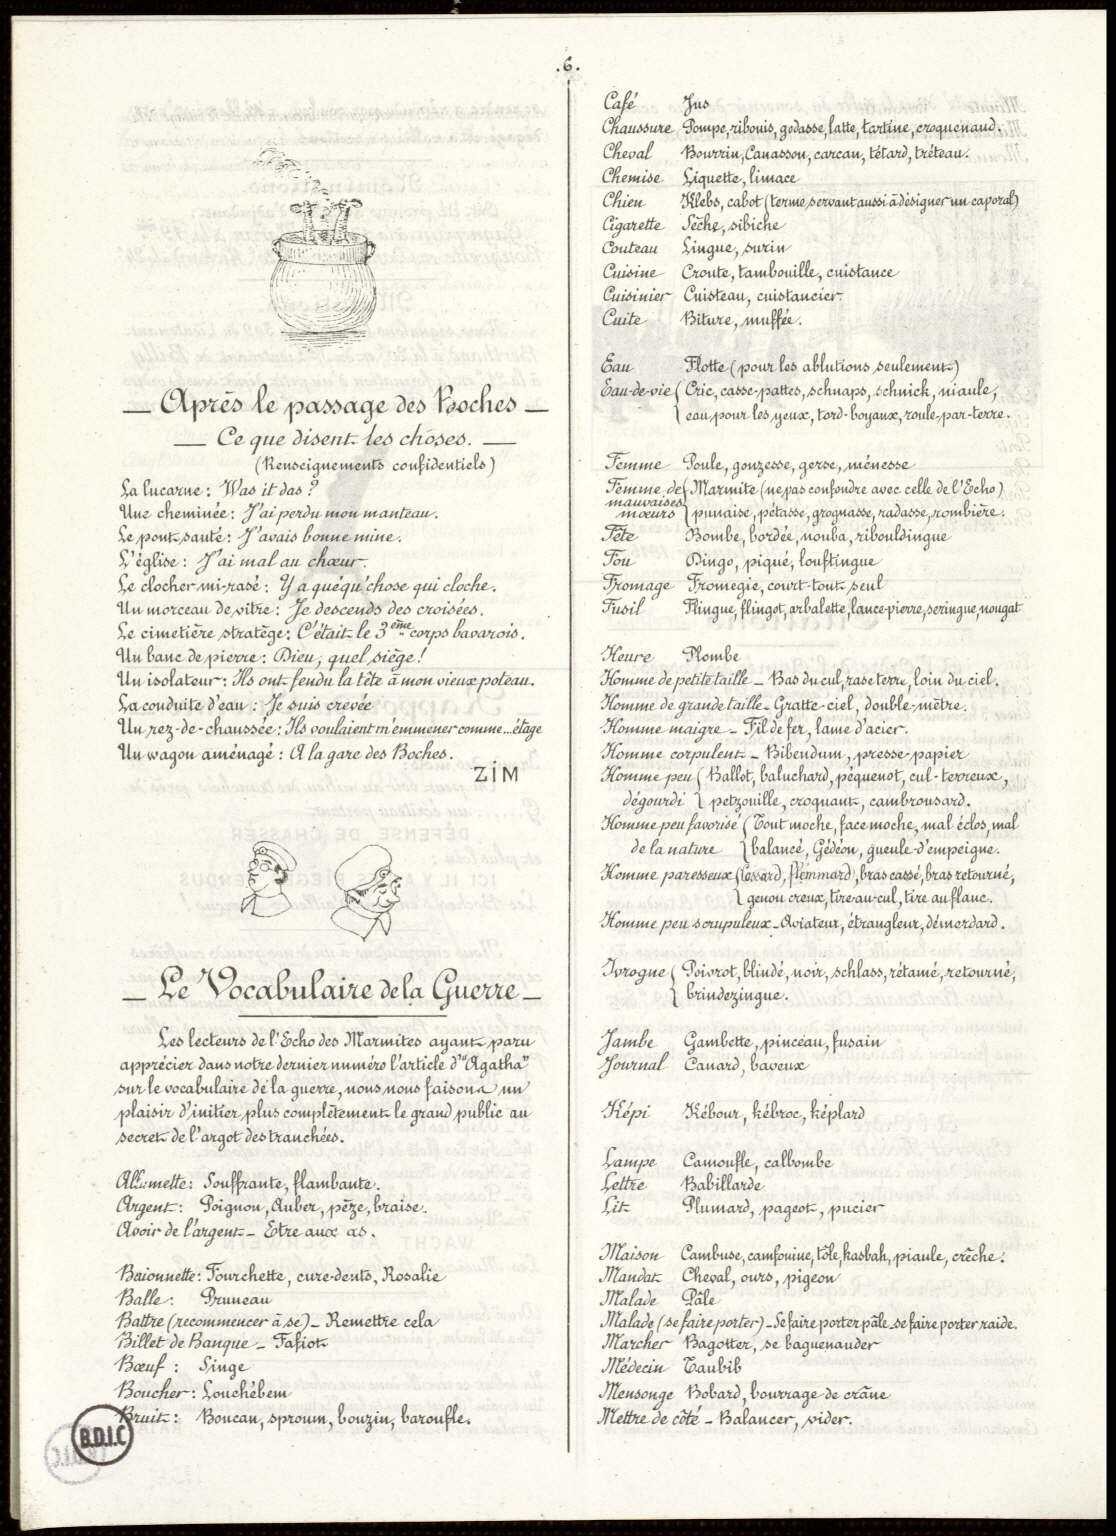 .6.
— Après le passage des Boches —
— Ce que disent les choses. —
(Renseignements confidentiels)
La lucarne : Was it das ?
Une cheminée : J'ai perdu mon manteau.
Le pont sauté : J'avais bonne mine.
L'église : J'ai mal au chœur.
Le clocher mi-rasé : Y a quéqu'chose qui cloche.
Un morceau de vitre : Je descends des croisées.
Le cimetière stratège : C'était le 3ème corps bavarois.
Un banc de pierre : Dieu, quel siège !
Un isolateur : Ils ont fendu la tête à mon vieux poteau.
La conduite d'eau : Je suis crevée
Un rez-de-chaussée : Ils voulaient m'emmener comme...étage
Un wagon aménagé : A la gare des Boches.
ZIM
— Le Vocabulaire de la Guerre —
Les lecteurs de l'Echo des Marmites ayant paru
apprécier dans notre dernier numéro l'article d'"Agatha"
sur le vocabulaire de la guerre, nous nous faisons un
plaisir d'initier plus complètement le grand public au
secret de l'argot des tranchées.
Allumette : Souffrante, flambante.
Argent : Poignon, Auber, pèze, braise.
Avoir de l'argent – Etre aux as.
Baionnette : Fourchette, cure-dents, Rosalie
Balle : Pruneau
Battre (recommencer à se) – Remettre cela
Billet de Banque – Fafiot
Bœuf : Singe
Boucher : Louchébem
Bruit : Boucan, sproum, bouzin, baroufle.
B.D.I.C
Café Jus
Chaussure Pompe, ribouis, godasse, latte, tartine, croquenaud.
Cheval Bourrin, Canasson, carcan, têtard, tréteau.
Chemise Liquette, limace
Chien Klebs, cabot (terme servant aussi à désigner un caporal)
Cigarette Sèche, sibiche
Couteau Lingue, surin
Cuisine Croute, tambouille, cuistance
Cuisinier Cuisteau, cuistancier
Cuite Biture, muffée.
Eau Flotte (pour les ablutions seulement)
Eau-de-vie { Cric, casse-pattes, schnaps, schnick, niaule,
eau pour les yeux, tord-boyaux, roule-par-terre.
Femme Poule, gonzesse, gerse, ménesse
Femme de { Marmite (ne pas confondre avec celle de l'Echo)
mauvaises
mœurs { punaise, pétasse, grognasse, radasse, rombière.
Fête Bombe, bordée, nouba, ribouldingue
Fou Dingo, piqué, louftingue
Fromage Fromegie, court-tout-seul
Fusil Flingue, flingot, arbalette, lance-pierre, seringue, nougat
Heure Plombe
Homme de petite taille – Bas du cul, rase terre, loin du ciel.
Homme de grande taille – Gratte-ciel, double-mètre.
Homme maigre – Fil de fer, lame d'acier.
Homme corpulent – Bibendum, presse-papier
Homme peu { Ballot, baluchard, péquenot, cul-terreux,
dégourdi { petzouille, croquant, cambrousard.
Homme peu favorisé { Tout moche, face moche, mal éclos, mal
de la nature { balancé, Gédéon, gueule d'empeigne.
Homme paresseux { Cossard, flemmard, bras cassé, bras retourné,
{ genou creux, tire-au-cul, tire au flanc.
Homme peu scrupuleux – Aviateur, étrangleur, démerdard.
Ivrogne { Poivrot, blindé, noir, schlass, rétamé, retourné,
{ brindezingue.
Jambe Gambette, pinceau, fusain
Journal Canard, baveux
Képi Kébour, kébroc, képlard
Lampe Camoufle, calbombe
Lettre Babillarde
Lit Plumard, pageot, pucier
Maison Cambuse, camfouine, tôle, kasbah, piaule, crèche.
Mandat Cheval, ours, pigeon
Malade Pâle
Malade (se faire porter) – Se faire porter pâle, se faire porter raide.
Marcher Bagotter, se baguenauder
Médecin Taubib
Mensonge Bobard, bourrage de crâne
Mettre de côté – Balancer, vider.